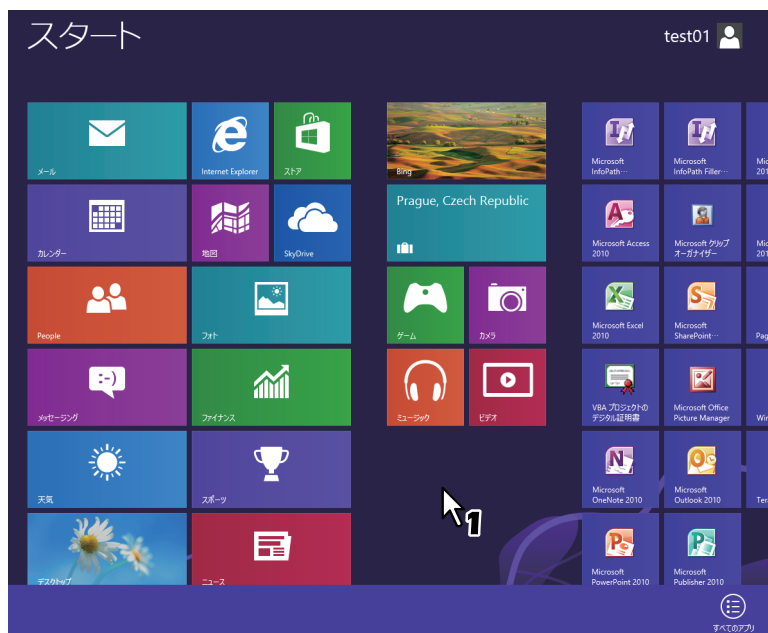 スタート
test01
メール
Internet Explorer
ストア
カレンダー
地図
SkyDrive
People
フォト
メッセージング
ファイナンス
天気
スポーツ
デスクトップ
ニュース
Bing
Prague, Czech Republic
ゲーム
カメラ
ミュージック
ビデオ
Microsoft
InfoPath…
Microsoft
InfoPath Filler…
Mic
201
Microsoft Access
2010
Microsoft クリップ
オーガナイザー
Mic
201
Microsoft Excel
2010
Microsoft
SharePoint…
Pag
VBA プロジェクトの
デジタル証明書
Microsoft Office
Picture Manager
Win
Microsoft
OneNote 2010
Microsoft
Outlook 2010
Ter
Microsoft
PowerPoint 2010
Microsoft
Publisher 2010
1
すべてのアプリ